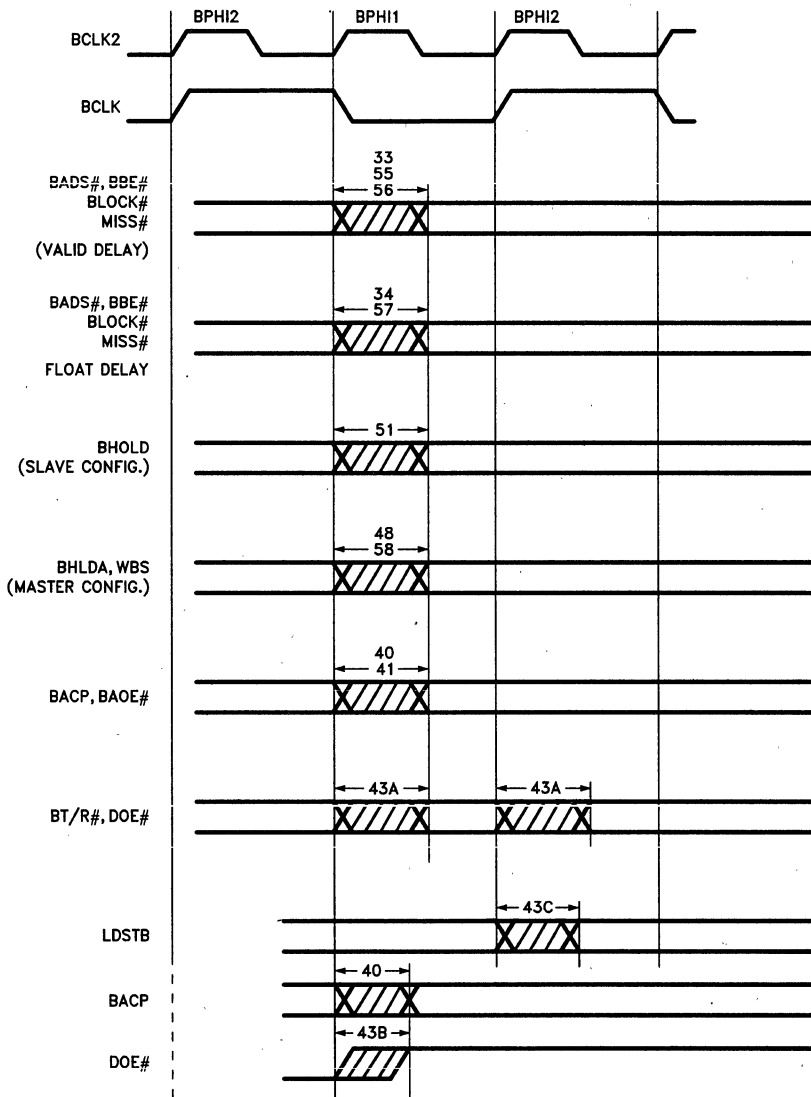 BPHI2 BPHI1 BPHI2
BCLK2
BCLK
33
55
BADS#, BBE# 56
BLOCK#
MISS#
(VALID DELAY)
34
BADS#, BBE# 57
BLOCK#
MISS#
FLOAT DELAY
51
BHOLD
(SLAVE CONFIG.)
48
58
BHLDA, WBS
(MASTER CONFIG.)
40
41
BACP, BAOE#
43A 43A
BT/R#, DOE#
43C
LDSTB
40
BACP
43B
DOE#